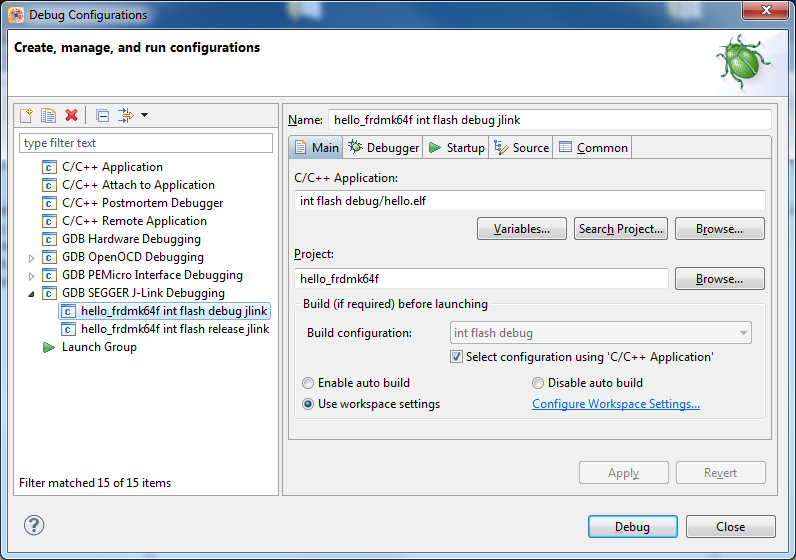 Debug Configurations
Create, manage, and run configurations
type filter text
C/C++ Application
C/C++ Attach to Application
C/C++ Postmortem Debugger
C/C++ Remote Application
GDB Hardware Debugging
GDB OpenOCD Debugging
GDB PEMicro Interface Debugging
GDB SEGGER J-Link Debugging
hello_frdmk64f int flash debug jlink
hello_frdmk64f int flash release jlink
Launch Group
Filter matched 15 of 15 items
Name: hello_frdmk64f int flash debug jlink
Main Debugger Startup Source Common
C/C++ Application:
int flash debug/hello.elf
Variables... Search Project... Browse...
Project:
hello_frdmk64f Browse...
Build (if required) before launching
Build configuration: int flash debug
Select configuration using 'C/C++ Application'
Enable auto build Disable auto build
Use workspace settings Configure Workspace Settings...
Apply Revert
? Debug Close